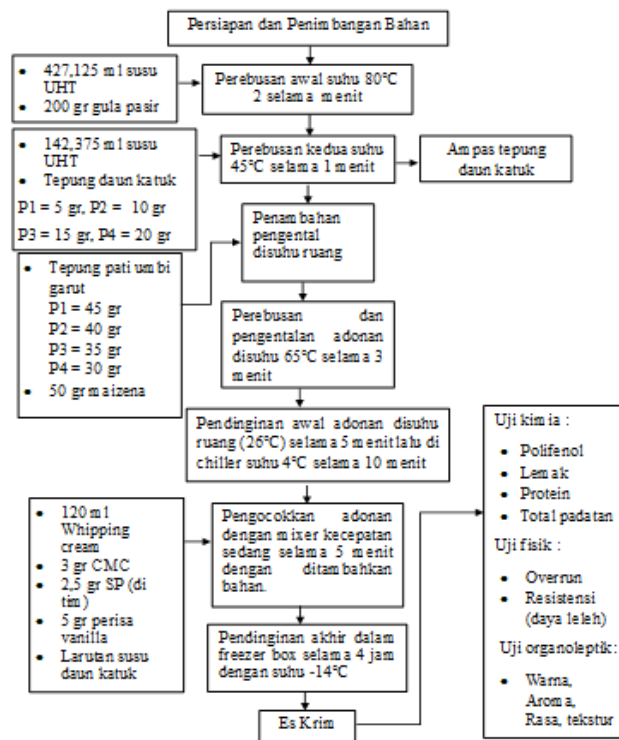 Persiapan dan Penimbangan Bahan
• 427,125 ml susu
UHT
• 200 gr gula pasir
Perebusan awal suhu 80℃
2 selama menit
• 142,375 ml susu
UHT
• Tepung daun katuk
P1 = 5 gr, P2 = 10 gr
P3 = 15 gr, P4 = 20 gr
Perebusan kedua suhu
45℃ selama 1 menit
Ampas tepung
daun katuk
Penambahan
pengental
disuhu ruang
• Tepung pati umbi
garut
P1 = 45 gr
P2 = 40 gr
P3 = 35 gr
P4 = 30 gr
• 50 gr maizena
Perebusan dan
pengentalan adonan
disuhu 65℃ selama 3
menit
Pendinginan awal adonan disuhu
ruang (26℃) selama 5 menit lalu di
chiller suhu 4℃ selama 10 menit
• 120 ml
Whipping
cream
• 3 gr CMC
• 2,5 gr SP (di
tim)
• 5 gr perisa
vanilla
• Larutan susu
daun katuk
Pengocokkan adonan
dengan mixer kecepatan
sedang selama 5 menit
dengan ditambahkan
bahan.
Pendinginan akhir dalam
freezer box selama 4 jam
dengan suhu -14℃
Es Krim
Uji kimia :
• Polifenol
• Lemak
• Protein
• Total padatan
Uji fisik :
• Overrun
• Resistensi
(daya leleh)
Uji organoleptik:
• Warna,
Aroma,
Rasa, tekstur